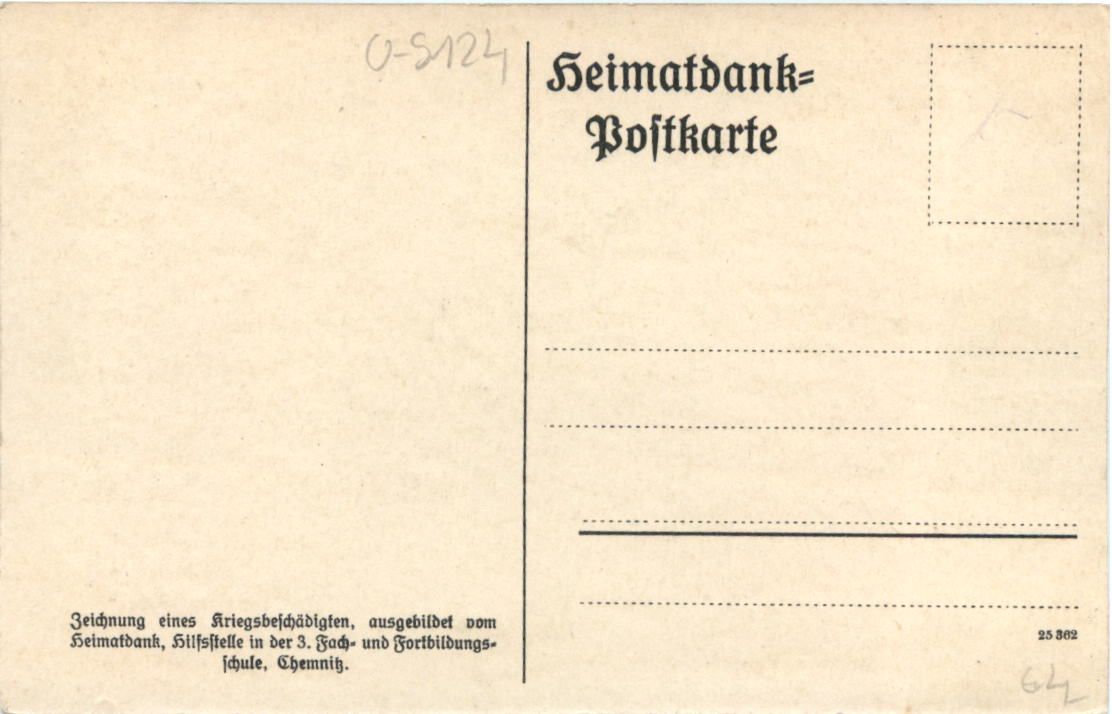 O-S124
Heimatdank-
Postkarte
Zeichnung eines Kriegsbeschädigten, ausgebildet vom
Heimatdank, Hilfsstelle in der 3. Fach- und Fortbildungs-
schule, Chemnitz.
25 362